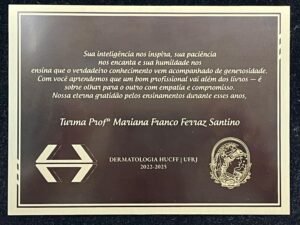 Sua inteligência nos inspira, sua paciência
nos encanta e sua humildade nos
ensina que o verdadeiro conhecimento vem acompanhado de generosidade.
Com você aprendemos que um bom profissional vai além dos livros — é
sobre olhar para o outro com empatia e compromisso.
Nossa eterna gratidão pelos ensinamentos durante esses anos.
Turma Profª Mariana Franco Ferraz Santino
DERMATOLOGIA HUCFF | UFRJ
2022-2025